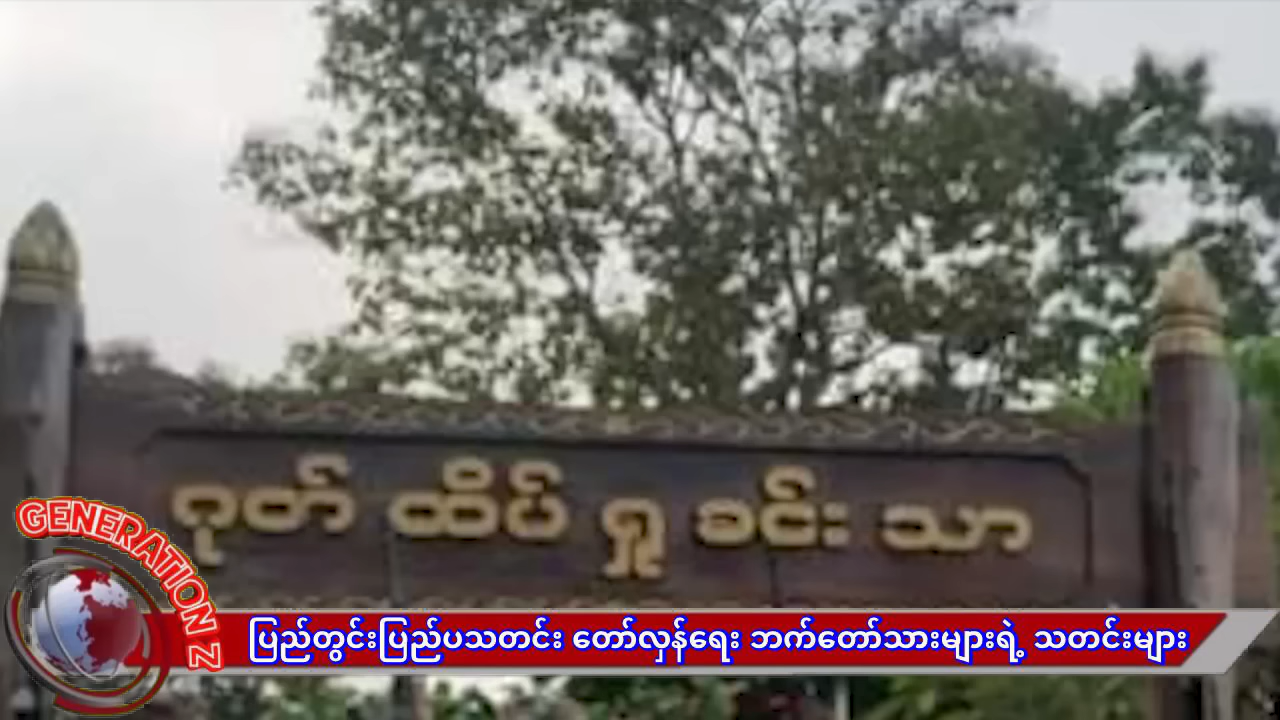 ဂုတ် ထိပ် ရှု ခင်း သာ
GENERATION Z
ပြည်တွင်းပြည်ပသတင်း တော်လှန်ရေး ဘက်တော်သားများရဲ့ သတင်းများ